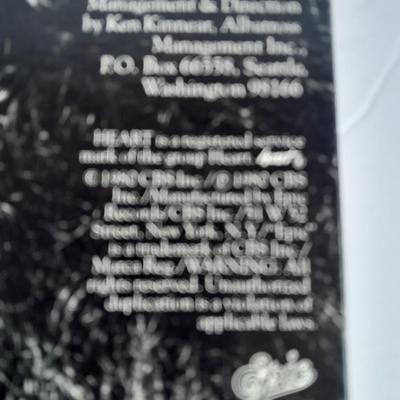 Management & Direction
by Ken Kinnear, Albatross
Management Inc.,
P.O. Box 66558, Seattle,
Washington 98166
HEART is a registered service
mark of the group Heart.
© 1980 CBS Inc./℗ 1980 CBS
Inc./Manufactured by Epic
Records/CBS Inc./51 W. 52
Street, New York, N.Y./"Epic"
is a trademark of CBS Inc./
Marca Reg./WARNING: All
rights reserved. Unauthorized
duplication is a violation of
applicable laws.
Epic